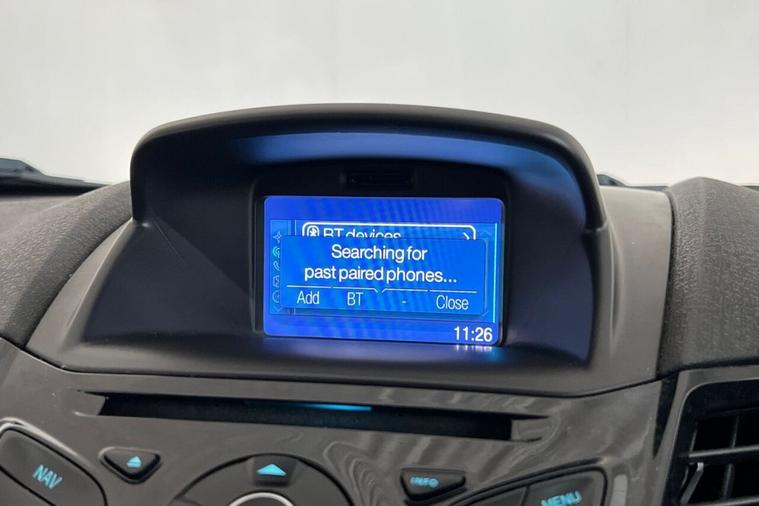 BT devices
Searching for
past paired phones...
Add BT - Close
11:26
NAV
INFO
MENU